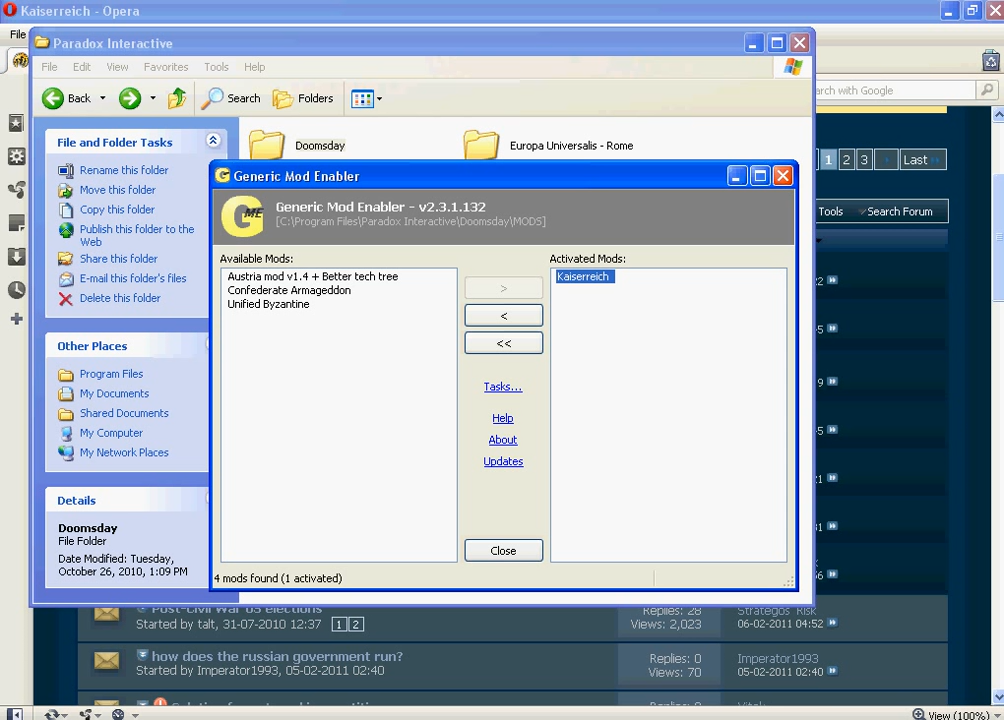 Kaiserreich - Opera
File
Paradox Interactive
File Edit View Favorites Tools Help
Back Search Folders
arch with Google
File and Folder Tasks
Rename this folder
Move this folder
Copy this folder
Publish this folder to the
Web
Share this folder
E-mail this folder's files
Delete this folder
Other Places
Program Files
My Documents
Shared Documents
My Computer
My Network Places
Details
Doomsday
File Folder
Date Modified: Tuesday,
October 26, 2010, 1:09 PM
Doomsday
Europa Universalis - Rome
Generic Mod Enabler
GME
Generic Mod Enabler - v2.3.1.132
[C:\Program Files\Paradox Interactive\Doomsday\MODS]
Available Mods:
Austria mod v1.4 + Better tech tree
Confederate Armageddon
Unified Byzantine
>
<
<<
Tasks...
Help
About
Updates
Close
Activated Mods:
Kaiserreich
4 mods found (1 activated)
1 2 3 Last
Tools Search Forum
Post-Civil War US elections
Started by talt, 31-07-2010 12:37 1 2
Replies: 28
Views: 2,023
Strategos' Risk
06-02-2011 04:52
how does the russian government run?
Started by Imperator1993, 05-02-2011 02:40
Replies: 0
Views: 70
Imperator1993
05-02-2011 02:40
View (100%)